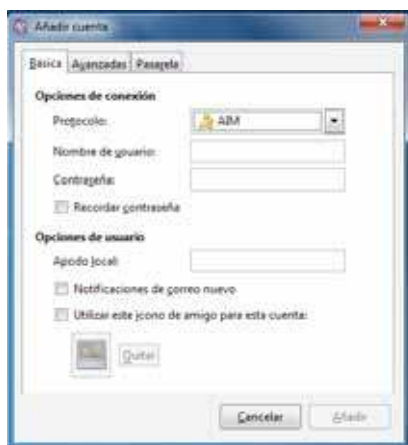 Añadir cuenta
Básica Avanzadas Pasarela
Opciones de conexión
Protocolo: AIM
Nombre de usuario:
Contraseña:
Recordar contraseña
Opciones de usuario
Apodo local:
Notificaciones de correo nuevo
Utilizar este icono de amigo para esta cuenta:
Quitar
Cancelar Añadir